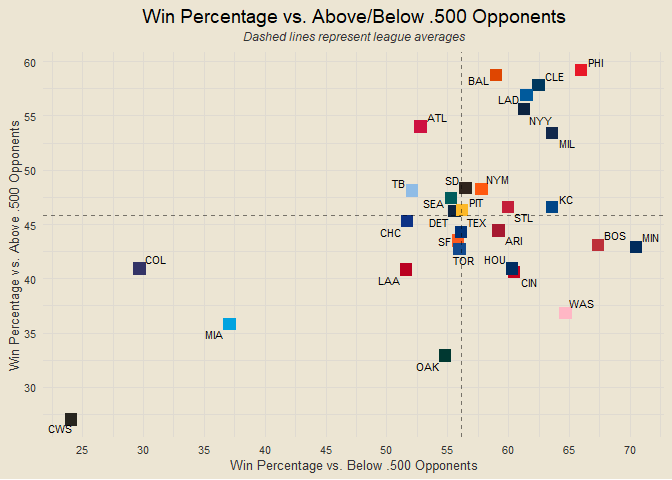 Win Percentage vs. Above/Below .500 Opponents
Dashed lines represent league averages
Win Percentage vs. Above .500 Opponents
60
55
50
45
40
35
30
PHI
BAL
CLE
LAD
NYY
MIL
ATL
TB
SD
NYM
SEA
PIT
KC
STL
CHC
DET
TEX
ARI
SF
BOS
MIN
TOR
HOU
CIN
COL
LAA
WAS
MIA
OAK
CWS
25
30
35
40
45
50
55
60
65
70
Win Percentage vs. Below .500 Opponents